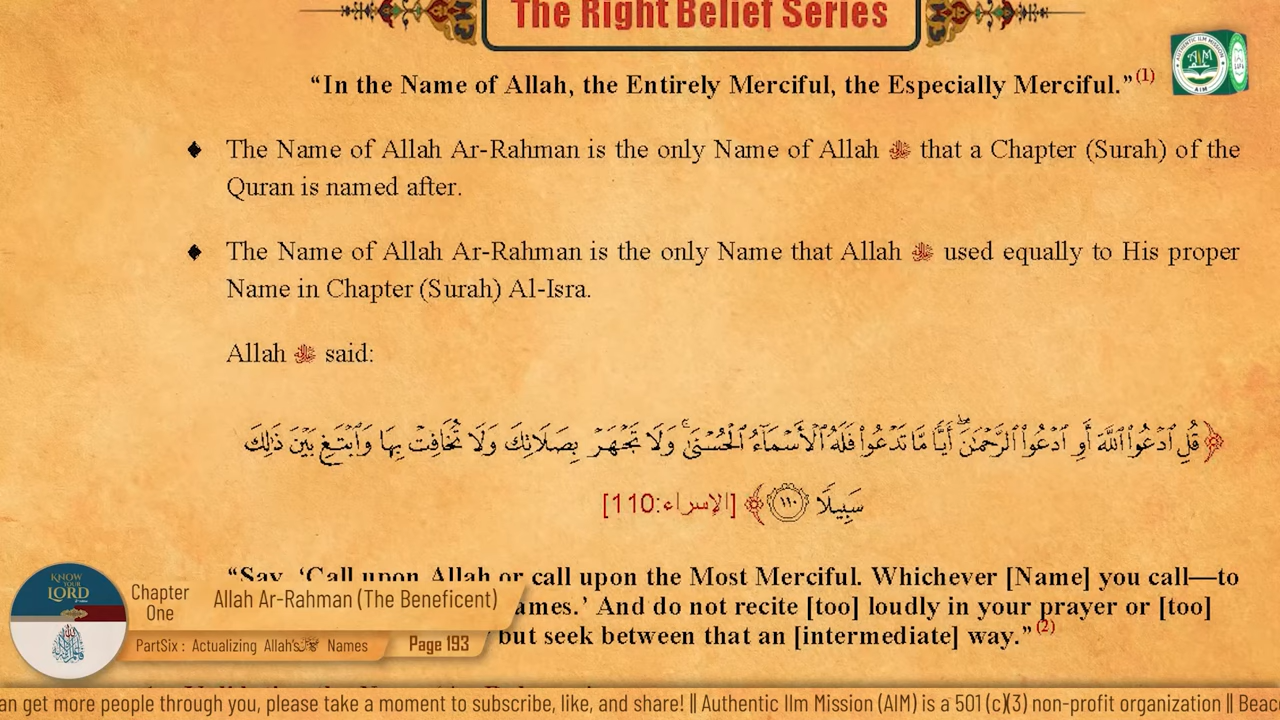 The Right Belief Series
“In the Name of Allah, the Entirely Merciful, the Especially Merciful.”(1)
AUTHENTIC ILM MISSION
AIM
♦ The Name of Allah Ar-Rahman is the only Name of Allah ﷻ that a Chapter (Surah) of the
Quran is named after.
♦ The Name of Allah Ar-Rahman is the only Name that Allah ﷻ used equally to His proper
Name in Chapter (Surah) Al-Isra.
Allah ﷻ said:
﴿قُلِ ٱدْعُوا۟ ٱللَّهَ أَوِ ٱدْعُوا۟ ٱلرَّحْمَـٰنَ ۖ أَيًّا مَّا تَدْعُوا۟ فَلَهُ ٱلْأَسْمَآءُ ٱلْحُسْنَىٰ ۚ وَلَا تَجْهَرْ بِصَلَاتِكَ وَلَا تُخَافِتْ بِهَا وَٱبْتَغِ بَيْنَ ذَٰلِكَ
سَبِيلًا ١١٠﴾ [الإسراء:110]
“Say, ‘Call upon Allah or call upon the Most Merciful. Whichever [Name] you call—to
ames.’ And do not recite [too] loudly in your prayer or [too]
but seek between that an [intermediate] way.”(2)
KNOW
YOUR
LORD
Chapter
One
Allah Ar-Rahman (The Beneficent)
PartSix : Actualizing Allah'sﷻ Names
Page 193
an get more people through you, please take a moment to subscribe, like, and share! || Authentic Ilm Mission (AIM) is a 501 (c)(3) non-profit organization || Beac